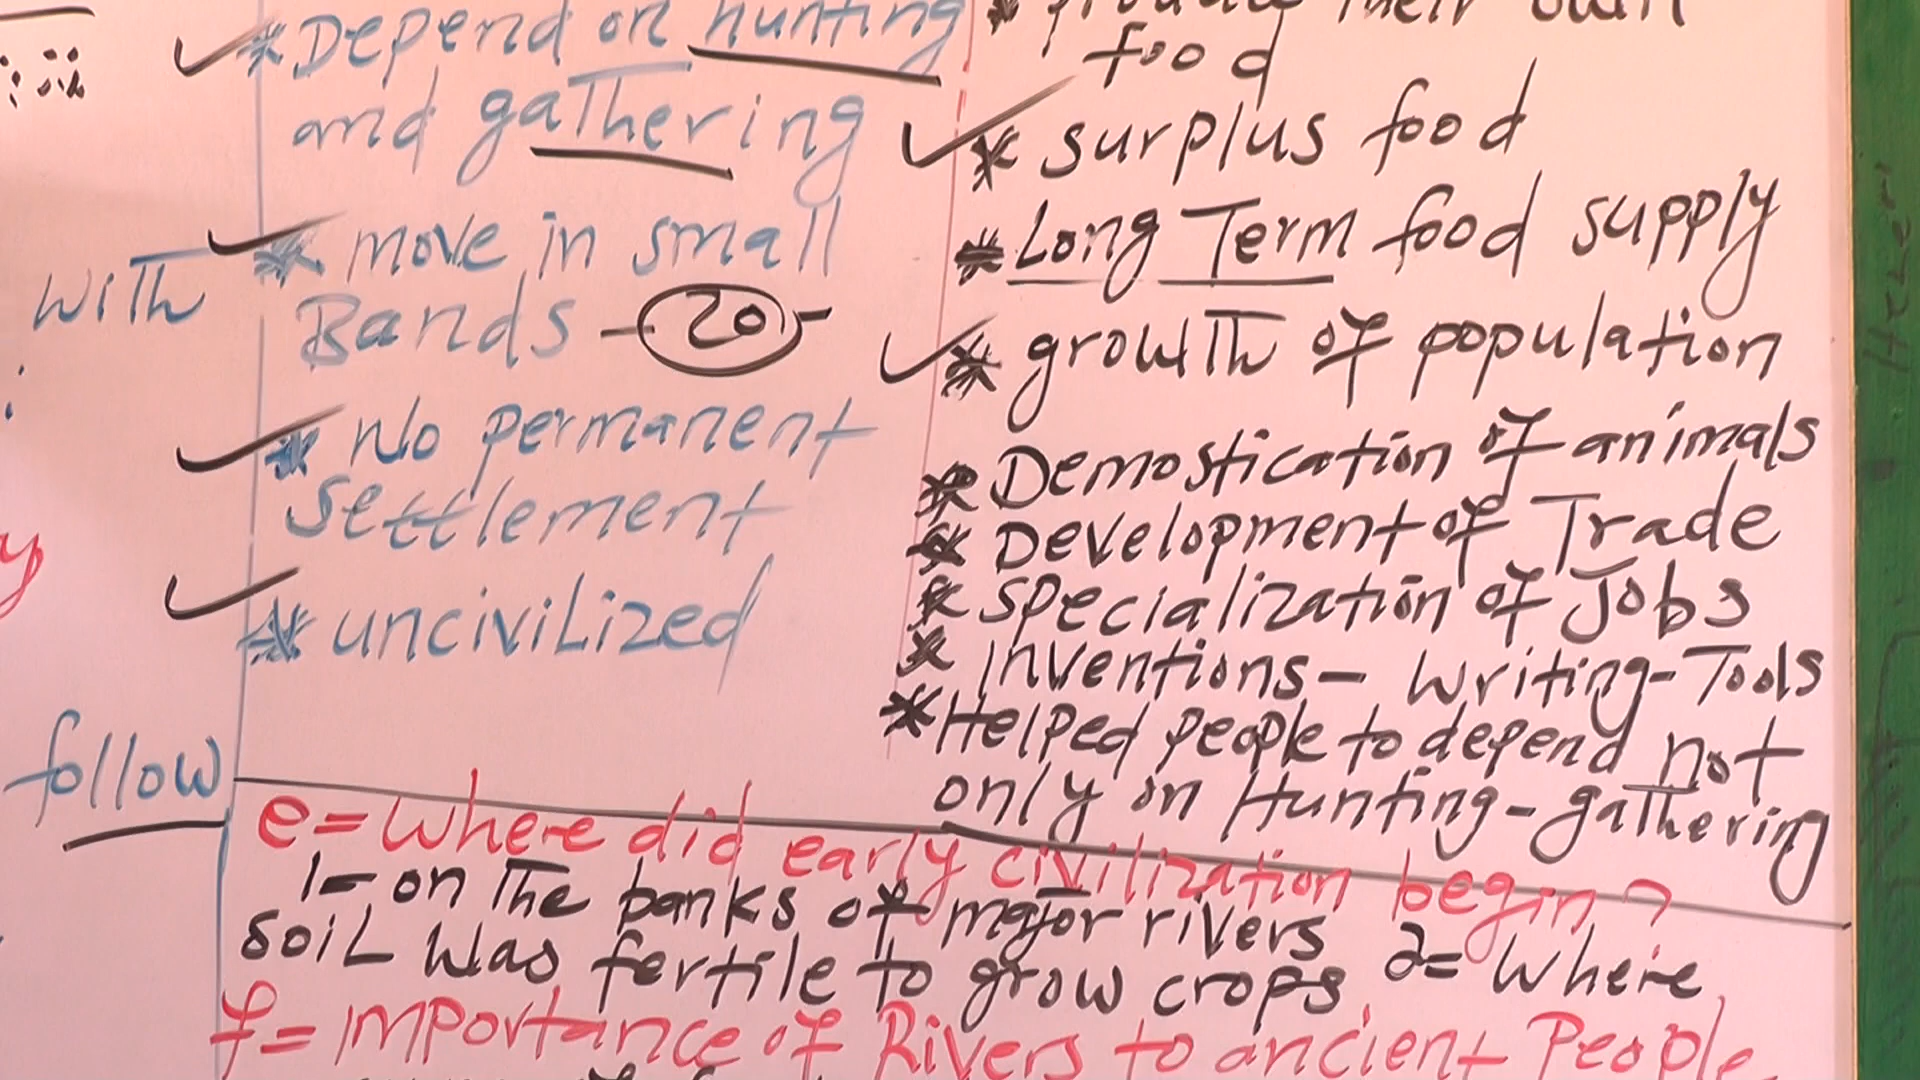 * Depend on hunting
and gathering
* move in small
Bands - 20 -
* No permanent
Settlement
* uncivilized
with
follow
* produce their own
food
* surplus food
* Long Term food supply
* growth of population
* Demostication of animals
* Development of Trade
* specialization of Jobs
* Inventions - writing - Tools
* Helped people to depend not
only on Hunting - gathering
e = where did early civilization begin?
1 - on the banks of major rivers 2 = where
soil was fertile to grow crops
f = importance of Rivers to ancient People